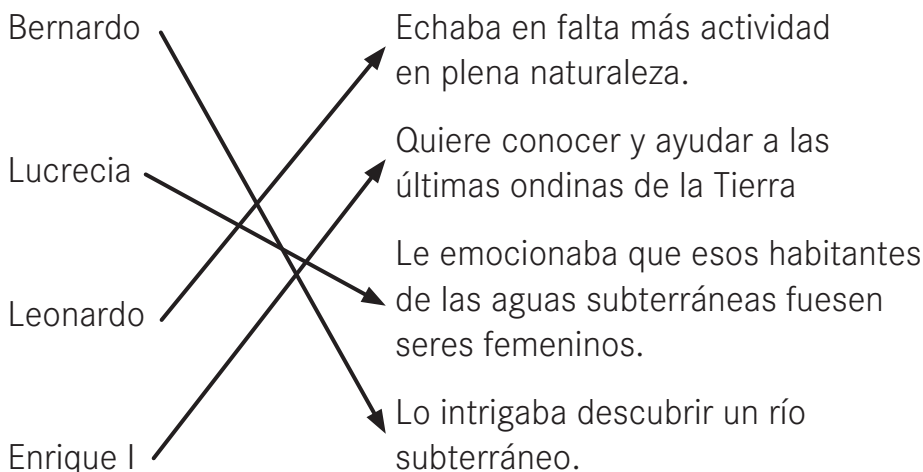 Bernardo
Lucrecia
Leonardo
Enrique I
Echaba en falta más actividad
en plena naturaleza.
Quiere conocer y ayudar a las
últimas ondinas de la Tierra
Le emocionaba que esos habitantes
de las aguas subterráneas fuesen
seres femeninos.
Lo intrigaba descubrir un río
subterráneo.